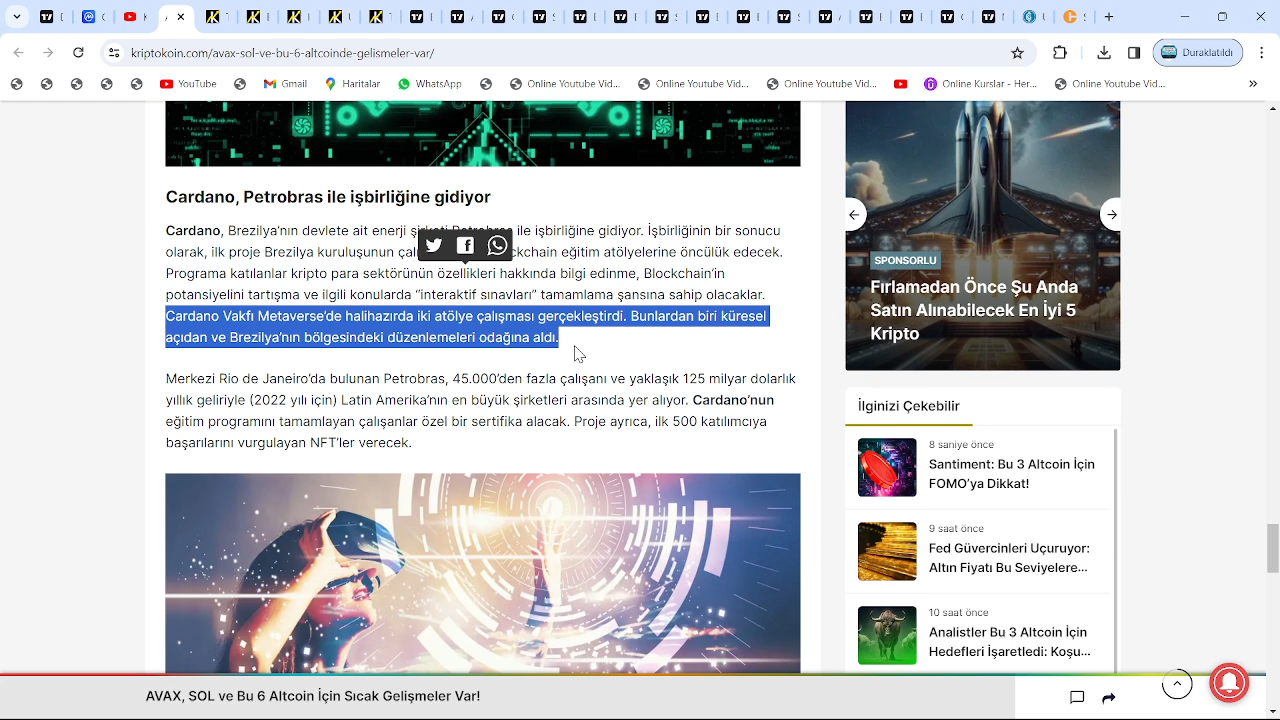 kriptokoin.com/avax-sol-ve-bu-6-altcoinde-gelismeler-var/
Duraklatıldı
YouTube
Gmail
Haritalar
WhatsApp
Online Youtube Vid...
Online Youtube Vid...
Online Youtube Vid...
Online Kurslar - Her...
Online Youtube Vid...
Cardano, Petrobras ile işbirliğine gidiyor
Cardano, Brezilya’nın devlete ait enerji ile işbirliğine gidiyor. İşbirliğinin bir sonucu
olarak, ilk proje Brezilya kuruluşunun eğitim atölyelerine öncülük edecek.
Programa katılanlar kripto para sektörünün özellikleri hakkında bilgi edinme, Blockchain’in
potansiyelini tartışma ve ilgili konularda “interaktif sınavları” tamamlama şansına sahip olacaklar.
Cardano Vakfı Metaverse’de halihazırda iki atölye çalışması gerçekleştirdi. Bunlardan biri küresel
açıdan ve Brezilya’nın bölgesindeki düzenlemeleri odağına aldı.
Merkezi Rio de Janeiro’da bulunan Petrobras, 45.000’den fazla çalışanı ve yaklaşık 125 milyar dolarlık
yıllık geliriyle (2022 yılı için) Latin Amerika’nın en büyük şirketleri arasında yer alıyor. Cardano’nun
eğitim programını tamamlayan çalışanlar özel bir sertifika alacak. Proje ayrıca, ilk 500 katılımcıya
başarılarını vurgulayan NFT’ler verecek.
SPONSORLU
Fırlamadan Önce Şu Anda
Satın Alınabilecek En İyi 5
Kripto
İlginizi Çekebilir
8 saniye önce
Santiment: Bu 3 Altcoin İçin
FOMO’ya Dikkat!
9 saat önce
Fed Güvercinleri Uçuruyor:
Altın Fiyatı Bu Seviyelere...
10 saat önce
Analistler Bu 3 Altcoin İçin
Hedefleri İşaretledi: Koşu...
AVAX, SOL ve Bu 6 Altcoin İçin Sıcak Gelişmeler Var!